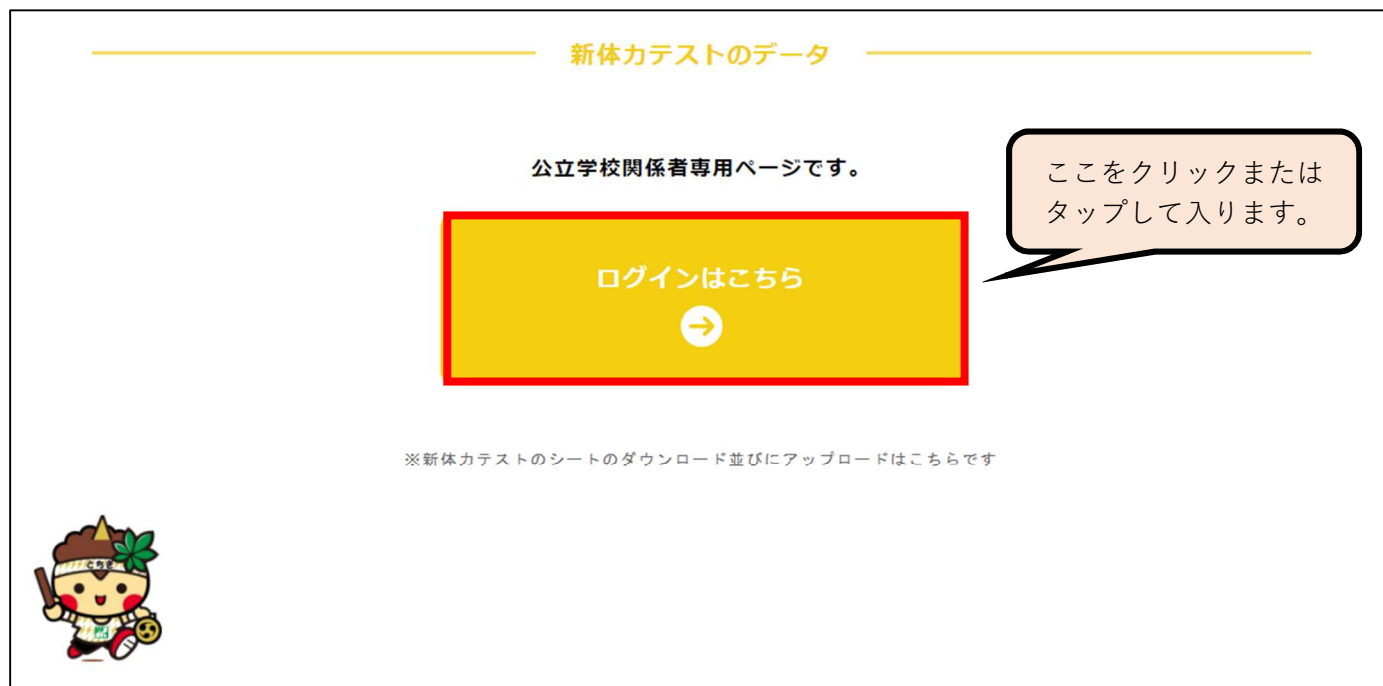 新体力テストのデータ
公立学校関係者専用ページです。
ここをクリックまたは
タップして入ります。
ログインはこちら
※新体力テストのシートのダウンロード並びにアップロードはこちらです
とちぎ